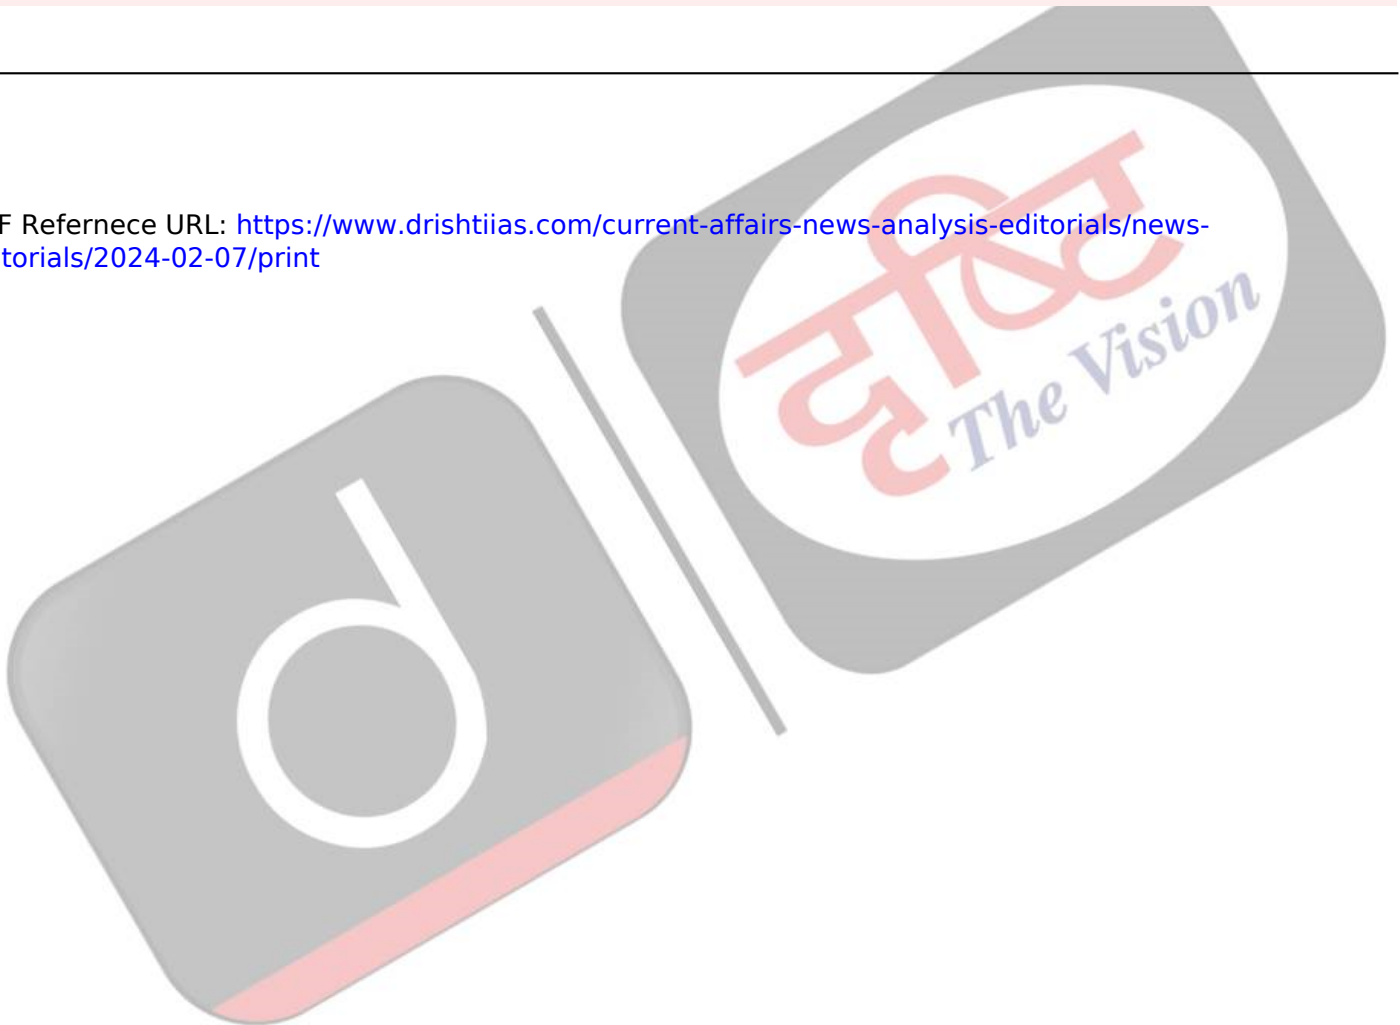 F Refernece URL: https://www.drishtiias.com/current-affairs-news-analysis-editorials/news-
torials/2024-02-07/print
दृष्टि
The Vision
d